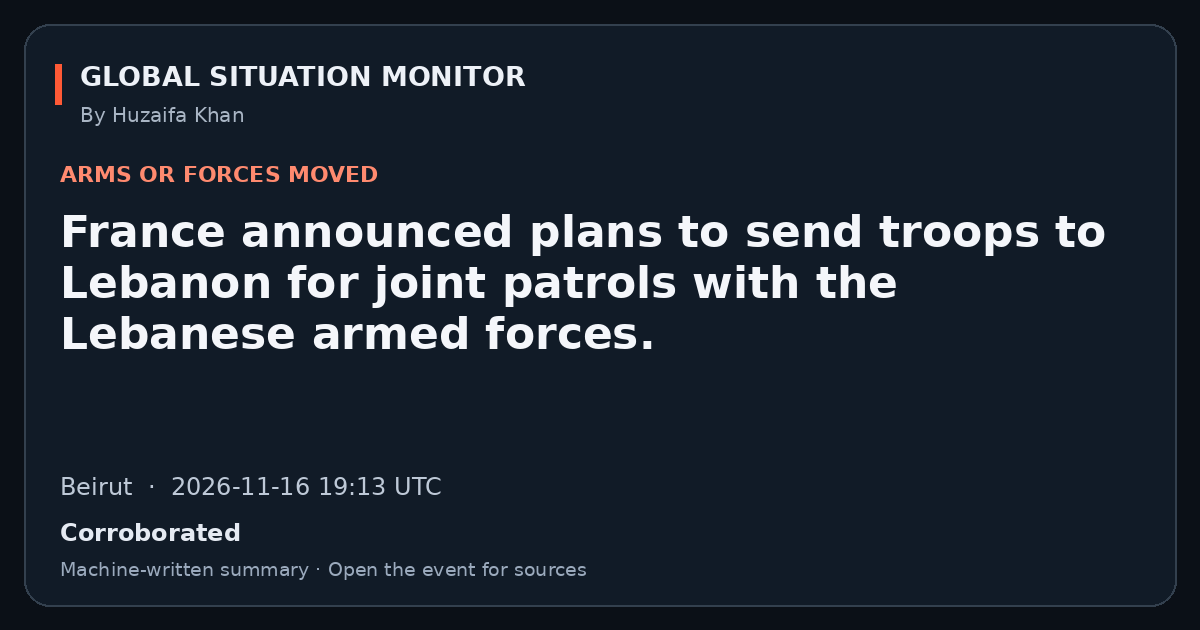 GLOBAL SITUATION MONITOR
By Huzaifa Khan
ARMS OR FORCES MOVED
France announced plans to send troops to
Lebanon for joint patrols with the
Lebanese armed forces.
Beirut · 2026-11-16 19:13 UTC
Corroborated
Machine-written summary · Open the event for sources